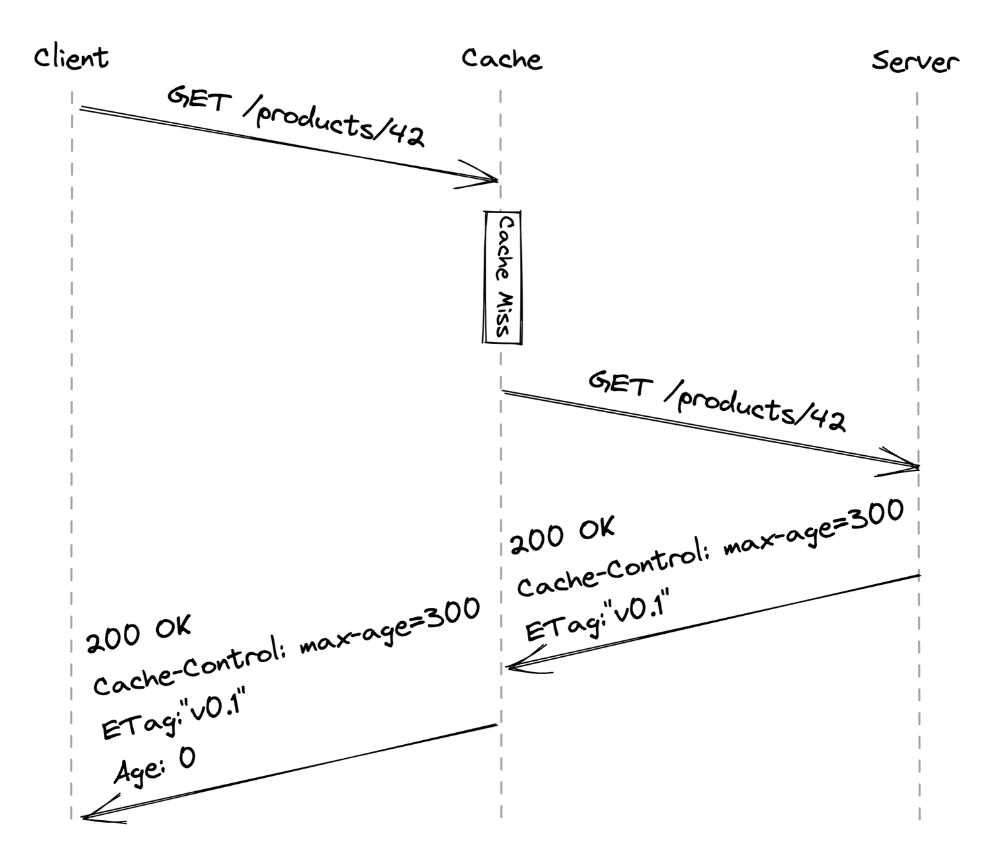 Client
Cache
Server
GET /products/42
Cache Miss
GET /products/42
200 OK
Cache-Control: max-age=300
ETag:"v0.1"
200 OK
Cache-Control: max-age=300
ETag:"v0.1"
Age: 0